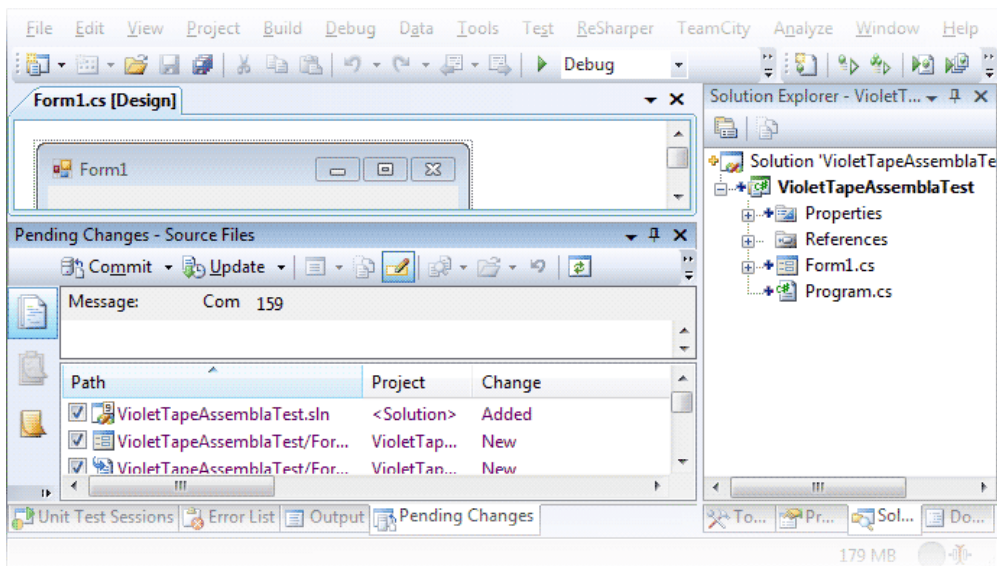 File Edit View Project Build Debug Data Tools Test ReSharper TeamCity Analyze Window Help
Debug
Form1.cs [Design]
Form1
Pending Changes - Source Files
Commit Update
Message: Com 159
Path Project Change
VioletTapeAssemblaTest.sln <Solution> Added
VioletTapeAssemblaTest/For... VioletTap... New
VioletTapeAssemblaTest/For... VioletTap... New
Unit Test Sessions Error List Output Pending Changes
Solution Explorer - VioletT...
Solution 'VioletTapeAssemblaTe
VioletTapeAssemblaTest
Properties
References
Form1.cs
Program.cs
To... Pr... Sol... Do...
179 MB